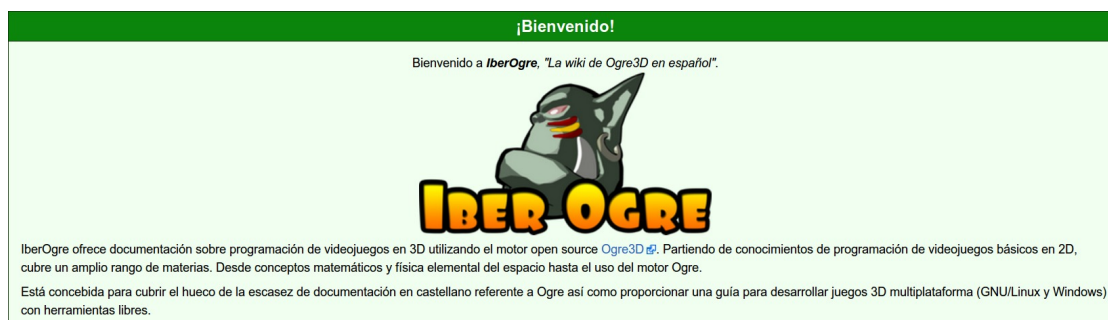 ¡Bienvenido!
Bienvenido a IberOgre, "La wiki de Ogre3D en español".
IBER OGRE
IberOgre ofrece documentación sobre programación de videojuegos en 3D utilizando el motor open source Ogre3D. Partiendo de conocimientos de programación de videojuegos básicos en 2D,
cubre un amplio rango de materias. Desde conceptos matemáticos y física elemental del espacio hasta el uso del motor Ogre.
Está concebida para cubrir el hueco de la escasez de documentación en castellano referente a Ogre así como proporcionar una guía para desarrollar juegos 3D multiplataforma (GNU/Linux y Windows)
con herramientas libres.